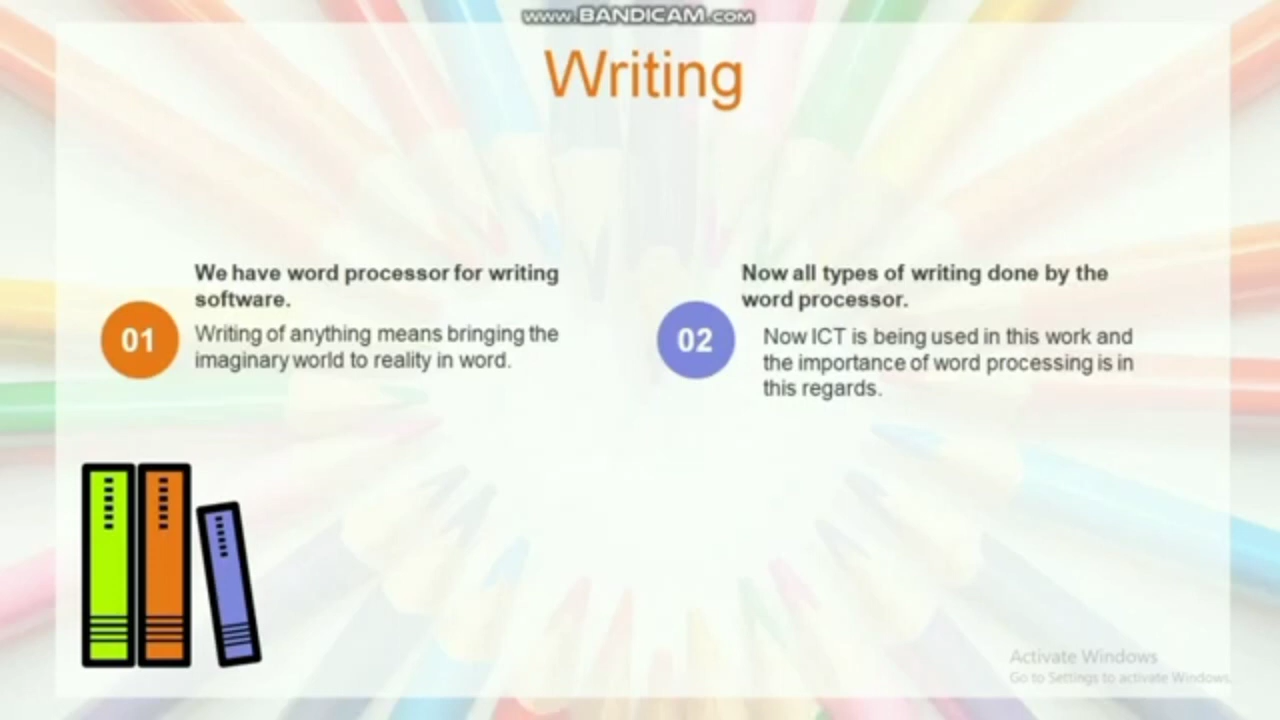 www.BANDICAM.com
Writing
We have word processor for writing
software.
01
Writing of anything means bringing the
imaginary world to reality in word.
Now all types of writing done by the
word processor.
02
Now ICT is being used in this work and
the importance of word processing is in
this regards.
Activate Windows
Go to Settings to activate Windows.